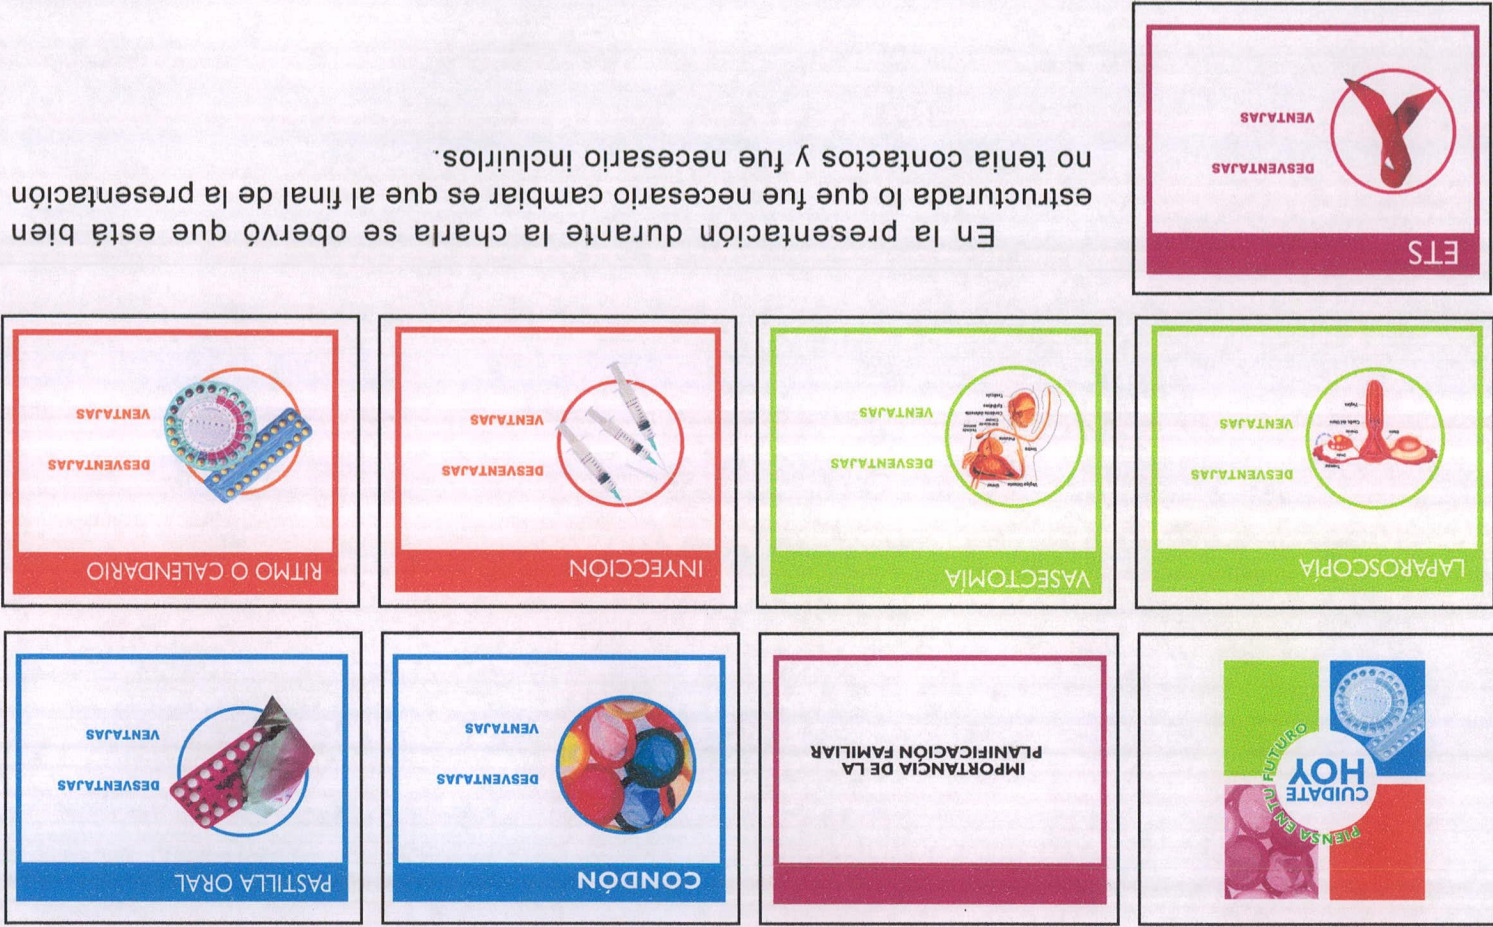 PIENSA EN TU FUTURO
CUIDATE
HOY
IMPORTANCIA DE LA
PLANIFICACIÓN FAMILIAR
CONDÓN
DESVENTAJAS
VENTAJAS
PASTILLA ORAL
DESVENTAJAS
VENTAJAS
LAPAROSCOPÍA
DESVENTAJAS
VENTAJAS
VASECTOMÍA
DESVENTAJAS
VENTAJAS
INYECCIÓN
DESVENTAJAS
VENTAJAS
RITMO O CALENDARIO
DESVENTAJAS
VENTAJAS
ETS
DESVENTAJAS
VENTAJAS
En la presentación durante la charla se obervó que está bien
estructurada lo que fue necesario cambiar es que al final de la presentación
no tenia contactos y fue necesario incluirlos.